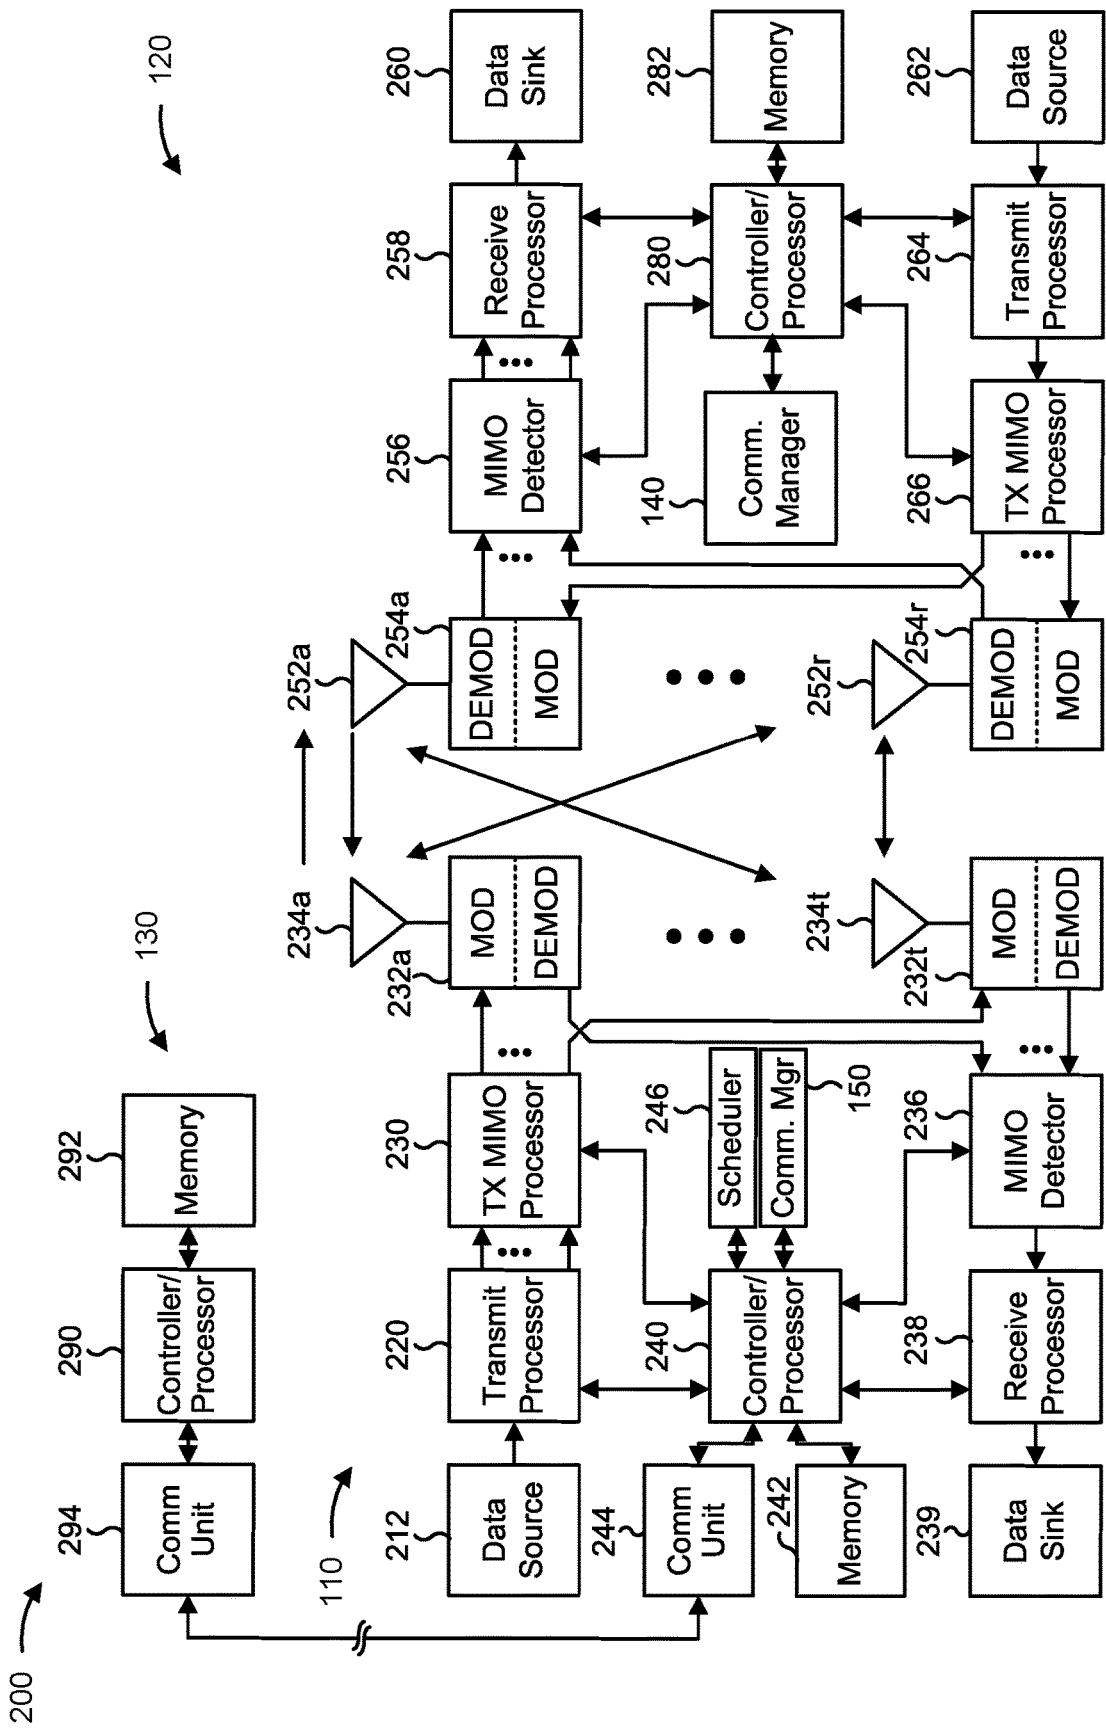 200
130
120
294
Comm
Unit
290
Controller/
Processor
292
Memory
110
234a
252a
212
Data
Source
220
Transmit
Processor
230
TX MIMO
Processor
232a
MOD
DEMOD
254a
DEMOD
MOD
256
MIMO
Detector
258
Receive
Processor
260
Data
Sink
244
Comm
Unit
242
Memory
240
Controller/
Processor
246
Scheduler
Comm. Mgr
150
140
Comm.
Manager
280
Controller/
Processor
282
Memory
234t
252r
239
Data
Sink
238
Receive
Processor
236
MIMO
Detector
232t
MOD
DEMOD
254r
DEMOD
MOD
266
TX MIMO
Processor
264
Transmit
Processor
262
Data
Source